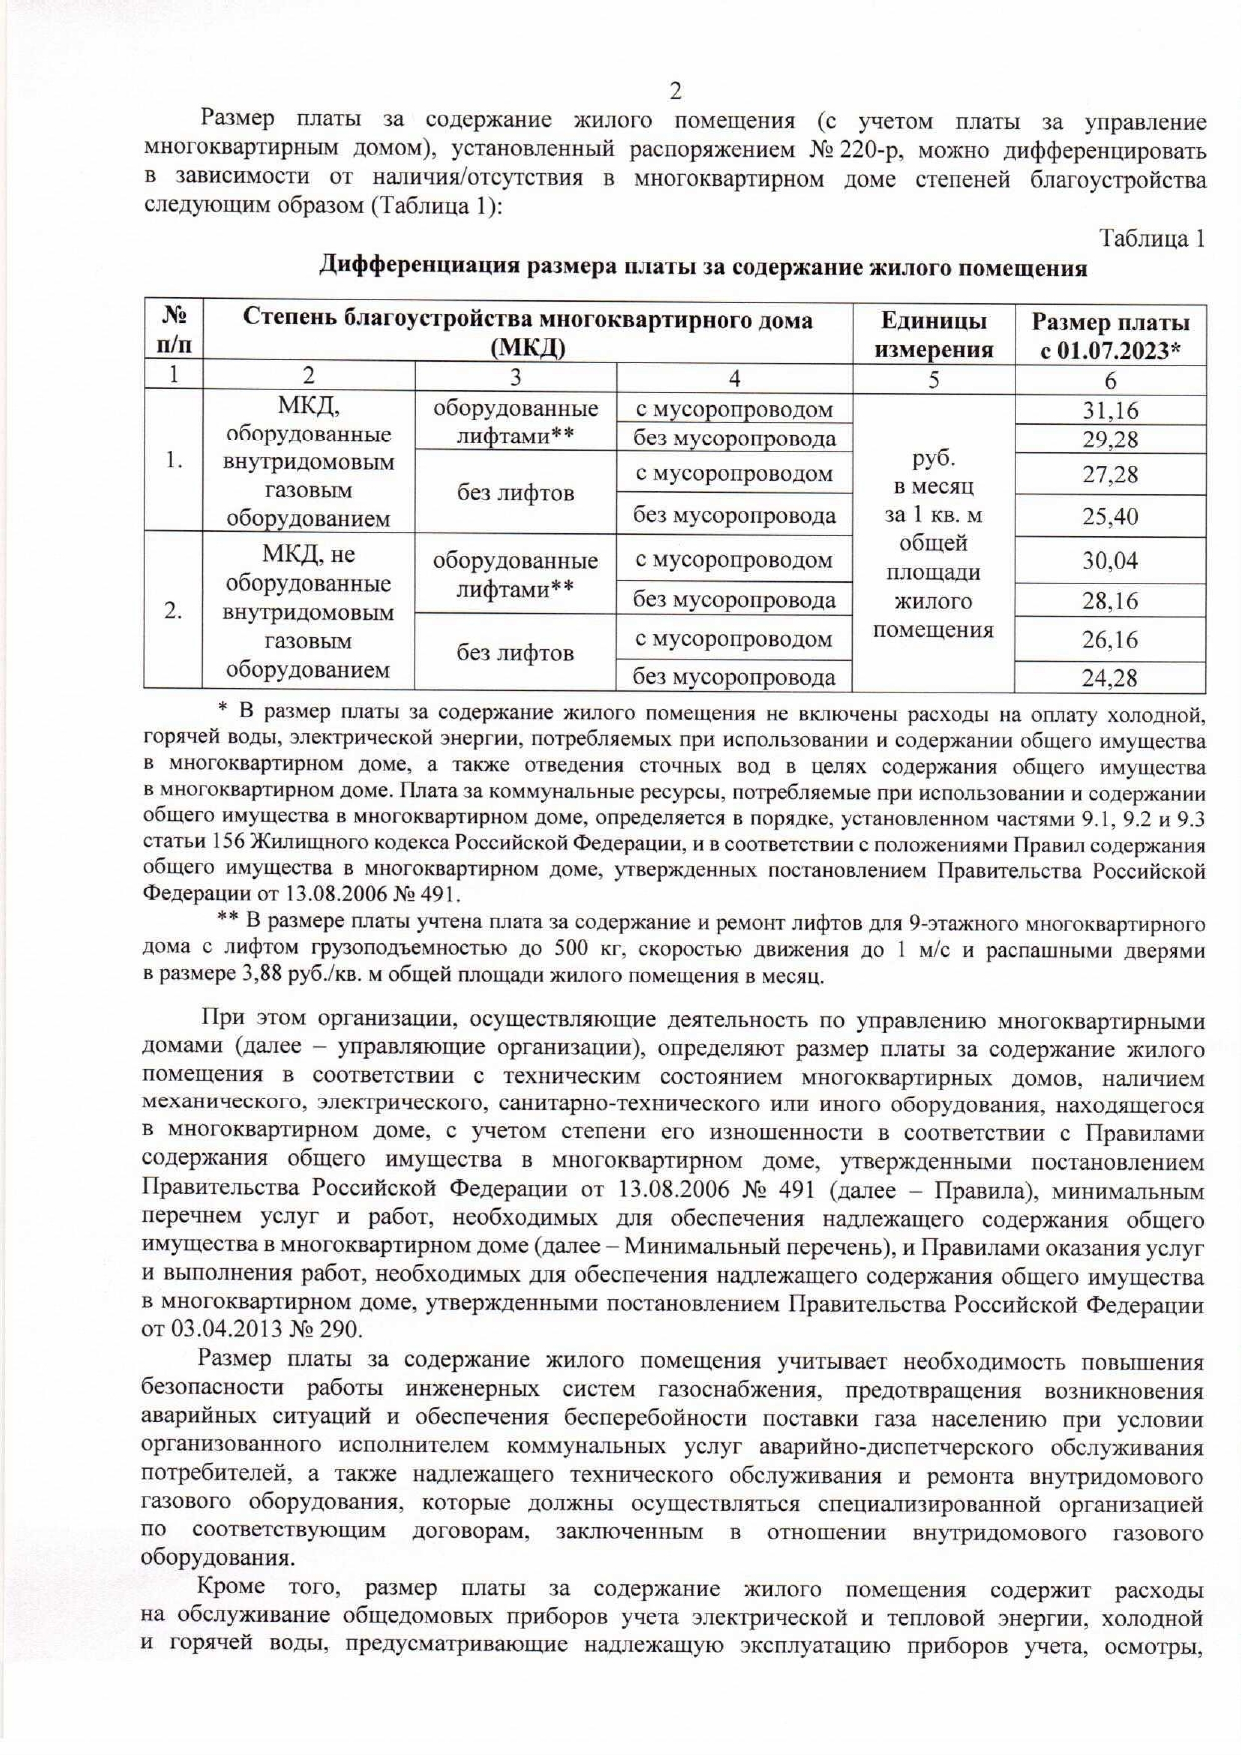 2
Размер платы за содержание жилого помещения (с учетом платы за управление
многоквартирным домом), установленный распоряжением № 220-р, можно дифференцировать
в зависимости от наличия/отсутствия в многоквартирном доме степеней благоустройства
следующим образом (Таблица 1):
Таблица 1
Дифференциация размера платы за содержание жилого помещения
№ п/п
Степень благоустройства многоквартирного дома
(МКД)
Единицы
измерения
Размер платы
с 01.07.2023*
1 2 3 4 5 6
1.
МКД,
оборудованные
внутридомовым
газовым
оборудованием
оборудованные
лифтами**
с мусоропроводом
31,16
без мусоропровода
29,28
без лифтов
с мусоропроводом
27,28
без мусоропровода
25,40
руб.
в месяц
за 1 кв. м
общей
площади
жилого
помещения
2.
МКД, не
оборудованные
внутридомовым
газовым
оборудованием
оборудованные
лифтами**
с мусоропроводом
30,04
без мусоропровода
28,16
без лифтов
с мусоропроводом
26,16
без мусоропровода
24,28
* В размер платы за содержание жилого помещения не включены расходы на оплату холодной,
горячей воды, электрической энергии, потребляемых при использовании и содержании общего имущества
в многоквартирном доме, а также отведения сточных вод в целях содержания общего имущества
в многоквартирном доме. Плата за коммунальные ресурсы, потребляемые при использовании и содержании
общего имущества в многоквартирном доме, определяется в порядке, установленном частями 9.1, 9.2 и 9.3
статьи 156 Жилищного кодекса Российской Федерации, и в соответствии с положениями Правил содержания
общего имущества в многоквартирном доме, утвержденных постановлением Правительства Российской
Федерации от 13.08.2006 № 491.
** В размере платы учтена плата за содержание и ремонт лифтов для 9-этажного многоквартирного
дома с лифтом грузоподъемностью до 500 кг, скоростью движения до 1 м/с и распашными дверями
в размере 3,88 руб./кв. м общей площади жилого помещения в месяц.
При этом организации, осуществляющие деятельность по управлению многоквартирными
домами (далее – управляющие организации), определяют размер платы за содержание жилого
помещения в соответствии с техническим состоянием многоквартирных домов, наличием
механического, электрического, санитарно-технического или иного оборудования, находящегося
в многоквартирном доме, с учетом степени его изношенности в соответствии с Правилами
содержания общего имущества в многоквартирном доме, утвержденными постановлением
Правительства Российской Федерации от 13.08.2006 № 491 (далее – Правила), минимальным
перечнем услуг и работ, необходимых для обеспечения надлежащего содержания общего
имущества в многоквартирном доме (далее – Минимальный перечень), и Правилами оказания услуг
и выполнения работ, необходимых для обеспечения надлежащего содержания общего имущества
в многоквартирном доме, утвержденными постановлением Правительства Российской Федерации
от 03.04.2013 № 290.
Размер платы за содержание жилого помещения учитывает необходимость повышения
безопасности работы инженерных систем газоснабжения, предотвращения возникновения
аварийных ситуаций и обеспечения бесперебойности поставки газа населению при условии
организованного исполнителем коммунальных услуг аварийно-диспетчерского обслуживания
потребителей, а также надлежащего технического обслуживания и ремонта внутридомового
газового оборудования, которые должны осуществляться специализированной организацией
по соответствующим договорам, заключенным в отношении внутридомового газового
оборудования.
Кроме того, размер платы за содержание жилого помещения содержит расходы
на обслуживание общедомовых приборов учета электрической и тепловой энергии, холодной
и горячей воды, предусматривающие надлежащую эксплуатацию приборов учета, осмотры,